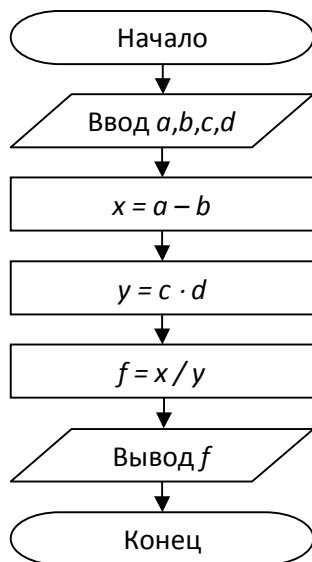 Начало
Ввод a,b,c,d
x = a – b
y = c · d
f = x / y
Вывод f
Конец